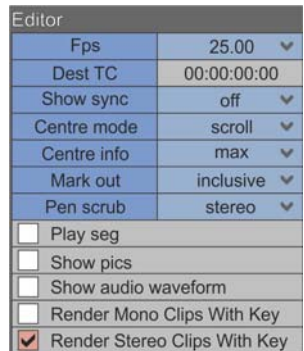 Editor
Fps 25.00
Dest TC 00:00:00:00
Show sync off
Centre mode scroll
Centre info max
Mark out inclusive
Pen scrub stereo
Play seg
Show pics
Show audio waveform
Render Mono Clips With Key
Render Stereo Clips With Key